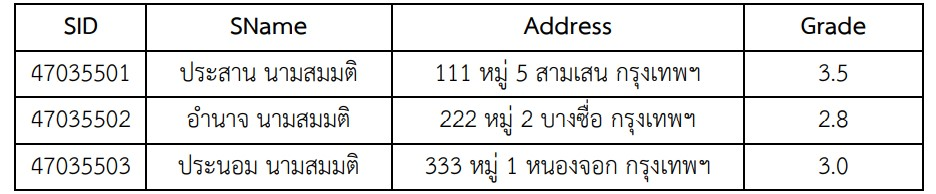 SID SName Address Grade
47035501 ประสาน นามสมมติ 111 หมู่ 5 สามเสน กรุงเทพฯ 3.5
47035502 อำนาจ นามสมมติ 222 หมู่ 2 บางซื่อ กรุงเทพฯ 2.8
47035503 ประนอม นามสมมติ 333 หมู่ 1 หนองจอก กรุงเทพฯ 3.0